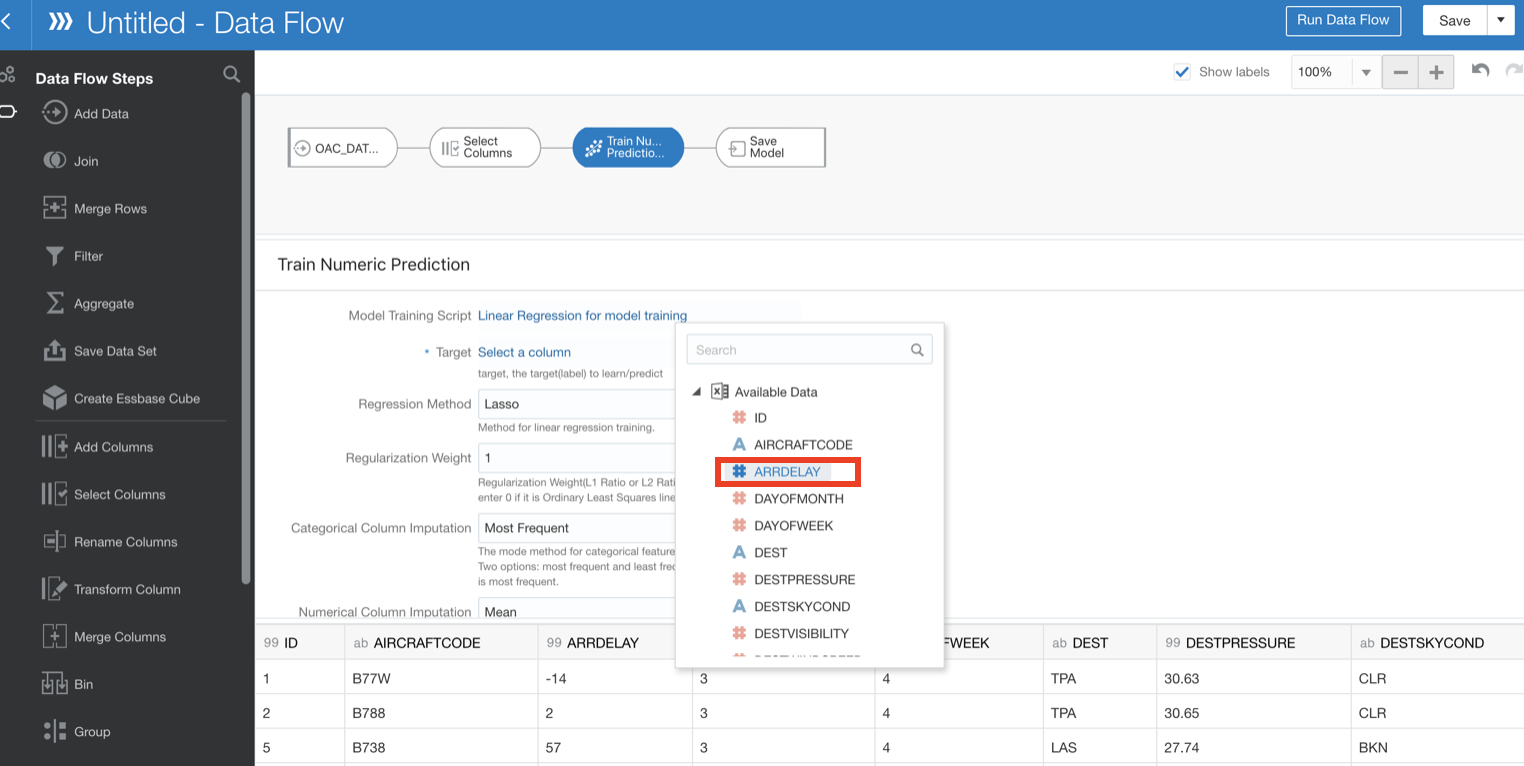 Untitled - Data Flow
Run Data Flow
Save
Data Flow Steps
Show labels
100%
Add Data
Join
Merge Rows
Filter
Aggregate
Save Data Set
Create Essbase Cube
Add Columns
Select Columns
Rename Columns
Transform Column
Merge Columns
Bin
Group
OAC_DAT...
Select
Columns
Train Nu...
Predictio...
Save
Model
Train Numeric Prediction
Model Training Script Linear Regression for model training
* Target Select a column
target, the target(label) to learn/predict
Regression Method Lasso
Method for linear regression training.
Regularization Weight 1
Regularization Weight(L1 Ratio or L2 Rati
enter 0 if it is Ordinary Least Squares line
Categorical Column Imputation Most Frequent
The mode method for categorical feature
Two options: most frequent and least fre
is most frequent.
Numerical Column Imputation Mean
Search
Available Data
# ID
A AIRCRAFTCODE
# ARRDELAY
# DAYOFMONTH
# DAYOFWEEK
A DEST
# DESTPRESSURE
A DESTSKYCOND
# DESTVISIBILITY
99 ID ab AIRCRAFTCODE 99 ARRDELAY FWEEK ab DEST 99 DESTPRESSURE ab DESTSKYCOND
1 B77W -14 3 4 TPA 30.63 CLR
2 B788 2 3 4 TPA 30.65 CLR
5 B738 57 3 4 LAS 27.74 BKN